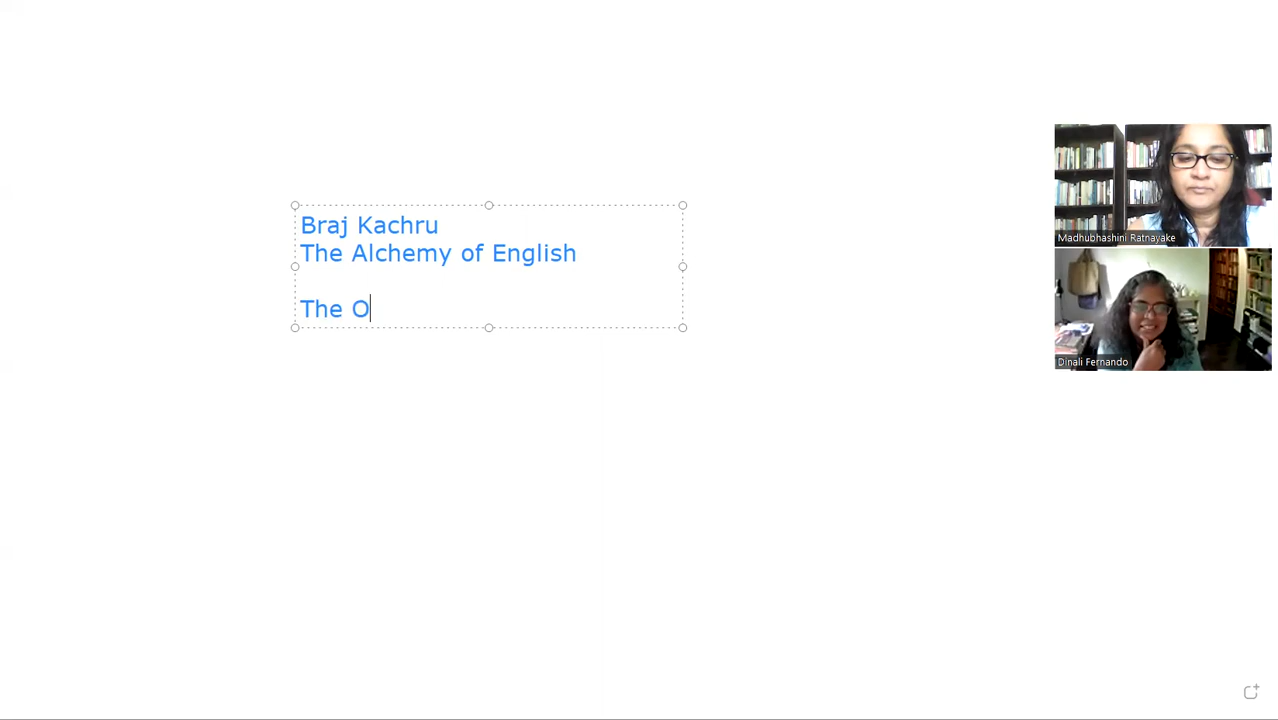 Braj Kachru
The Alchemy of English
The O
Madhubhashini Ratnayake
Dinali Fernando